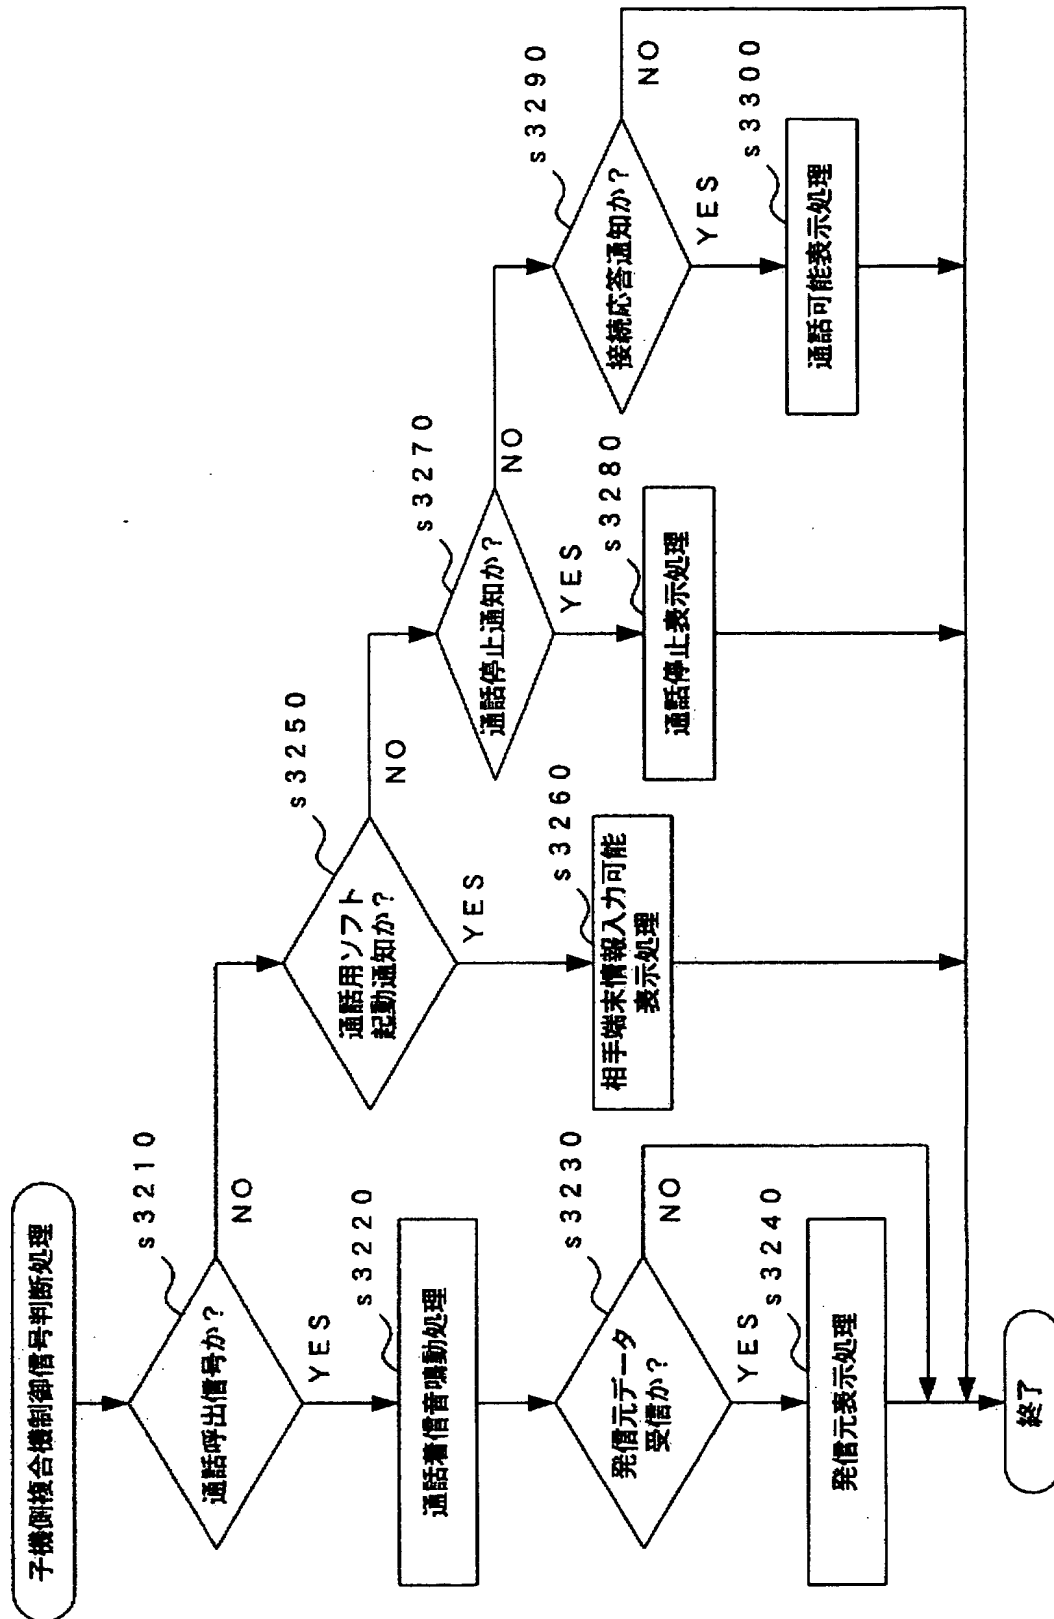 子機側複合機制御信号判断処理
s3210
通話呼出信号か？
NO
YES
s3220
通話着信音鳴動処理
s3230
発信元データ
受信か？
NO
YES
s3240
発信元表示処理
終了
s3250
通話用ソフト
起動通知か？
NO
YES
s3260
相手端末情報入力可能
表示処理
s3270
通話停止通知か？
NO
YES
s3280
通話停止表示処理
s3290
接続応答通知か？
NO
YES
s3300
通話可能表示処理